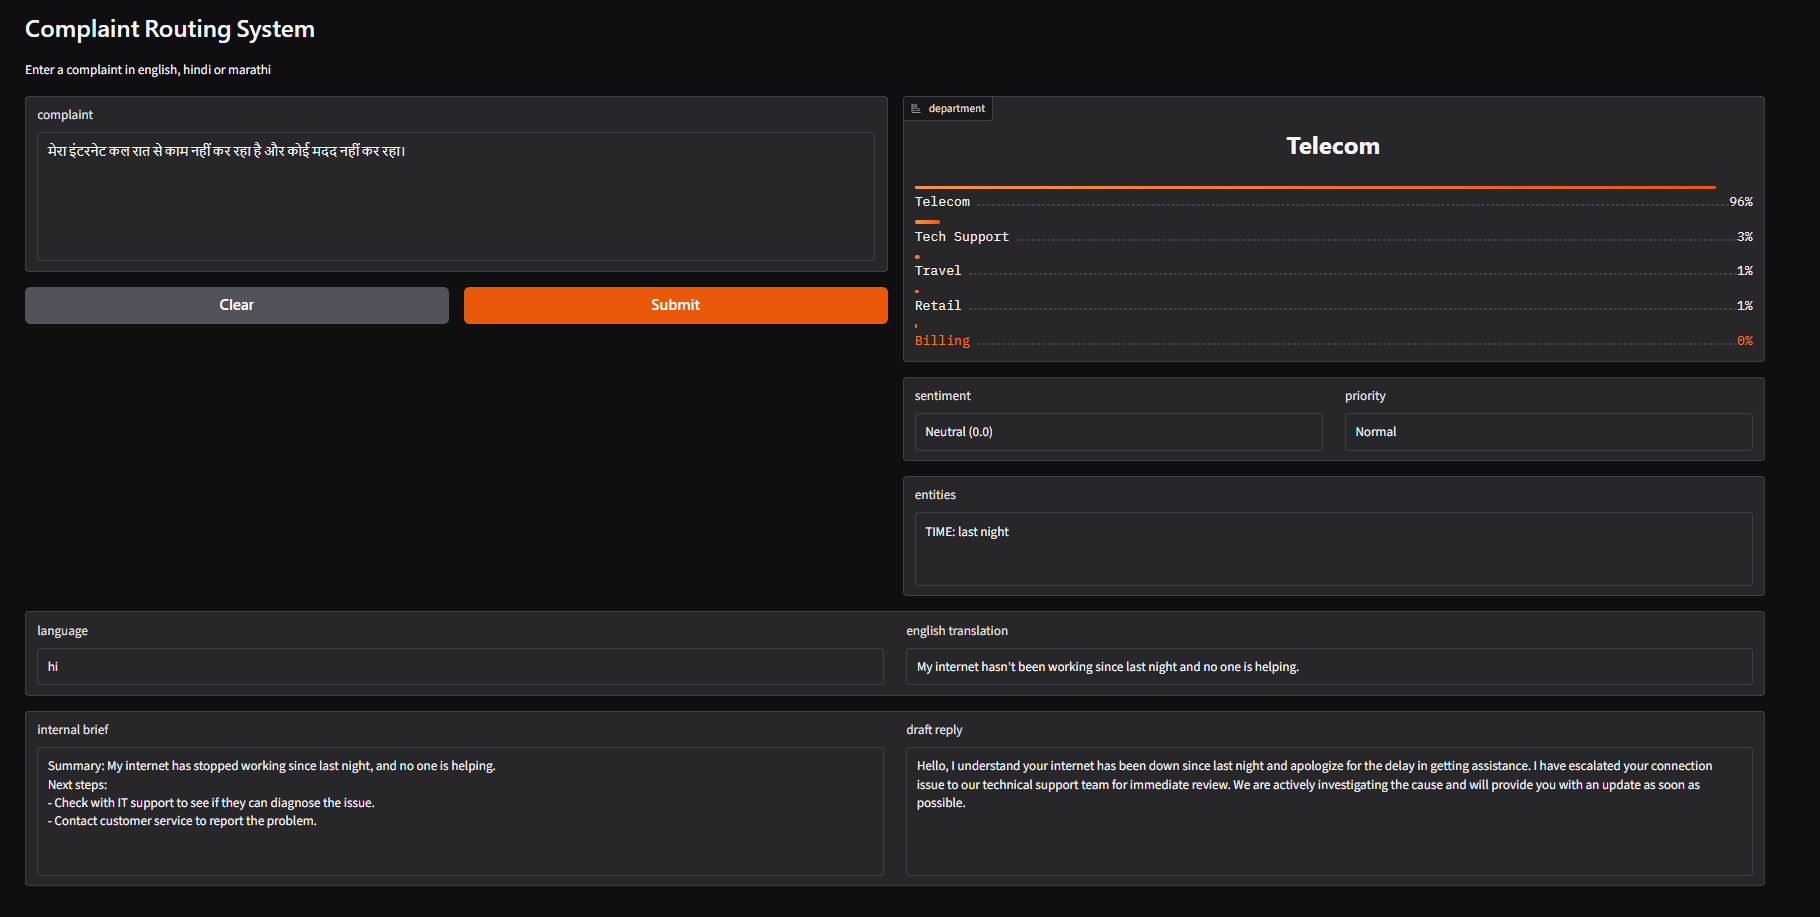 Complaint Routing System
Enter a complaint in english, hindi or marathi
complaint
मेरा इंटरनेट कल रात से काम नहीं कर रहा है और कोई मदद नहीं कर रहा।
Clear
Submit
department
Telecom
Telecom 96%
Tech Support 3%
Travel 1%
Retail 1%
Billing 0%
sentiment
Neutral (0.0)
priority
Normal
entities
TIME: last night
language
hi
english translation
My internet hasn't been working since last night and no one is helping.
internal brief
Summary: My internet has stopped working since last night, and no one is helping.
Next steps:
- Check with IT support to see if they can diagnose the issue.
- Contact customer service to report the problem.
draft reply
Hello, I understand your internet has been down since last night and apologize for the delay in getting assistance. I have escalated your connection
issue to our technical support team for immediate review. We are actively investigating the cause and will provide you with an update as soon as
possible.